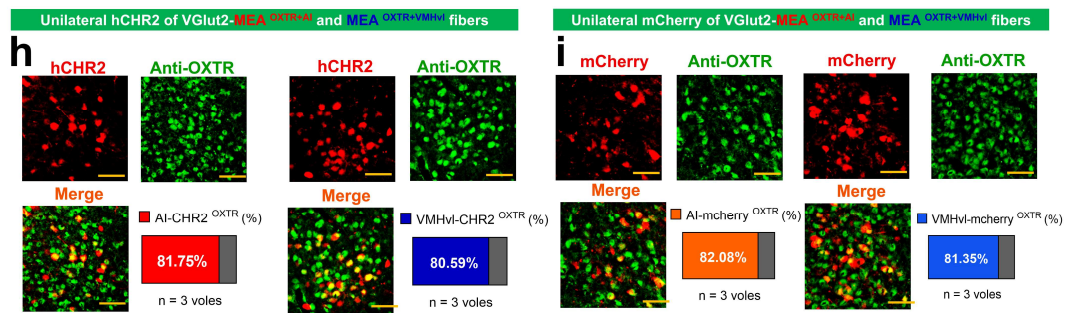 Unilateral hCHR2 of VGlut2-MEA OXTR+AI and MEA OXTR+VMHvl fibers
Unilateral mCherry of VGlut2-MEA OXTR+AI and MEA OXTR+VMHvl fibers
h
hCHR2
Anti-OXTR
hCHR2
Anti-OXTR
i
mCherry
Anti-OXTR
mCherry
Anti-OXTR
Merge
AI-CHR2 OXTR (%)
81.75%
n = 3 voles
Merge
VMHvl-CHR2 OXTR (%)
80.59%
n = 3 voles
Merge
AI-mcherry OXTR (%)
82.08%
n = 3 voles
Merge
VMHvl-mcherry OXTR (%)
81.35%
n = 3 voles